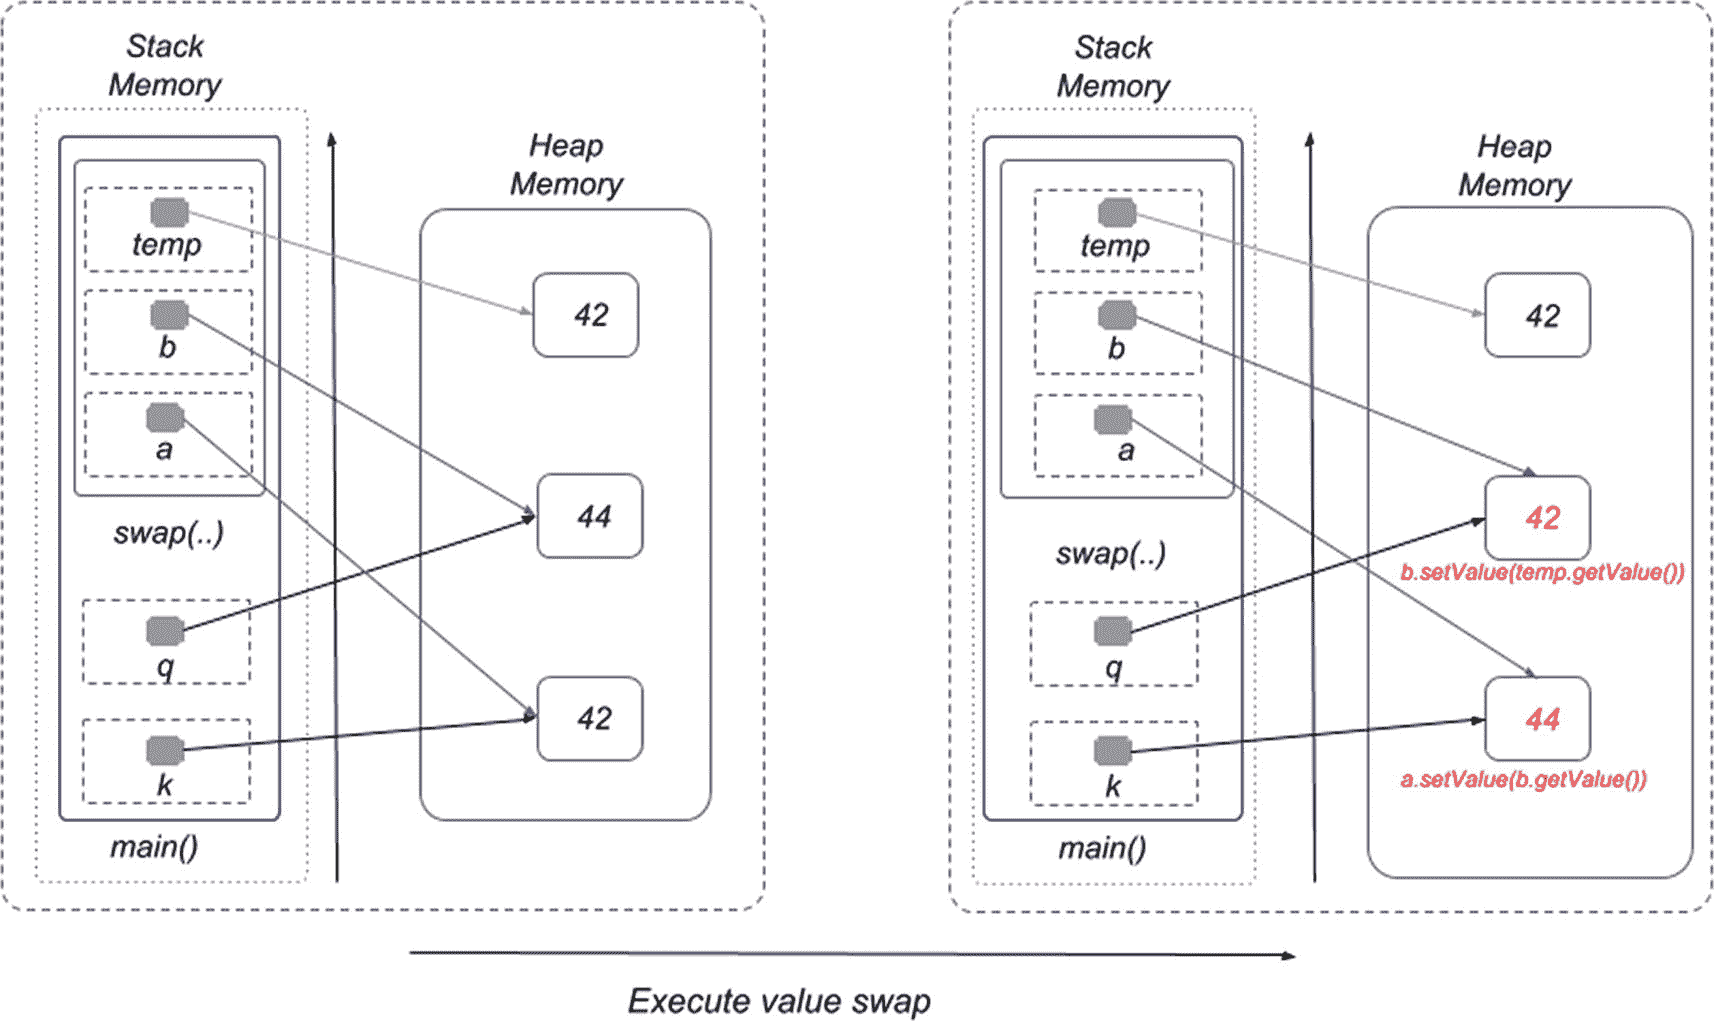 Stack
Memory
Heap
Memory
temp
42
b
a
44
swap(..)
q
42
k
main()
Stack
Memory
Heap
Memory
temp
42
b
a
42
swap(..)
b.setValue(temp.getValue())
q
44
k
a.setValue(b.getValue())
main()
Execute value swap